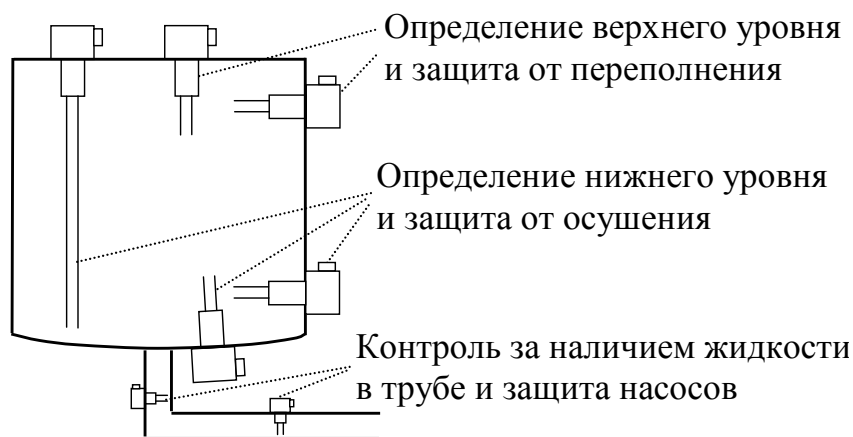 Определение верхнего уровня
и защита от переполнения
Определение нижнего уровня
и защита от осушения
Контроль за наличием жидкости
в трубе и защита насосов